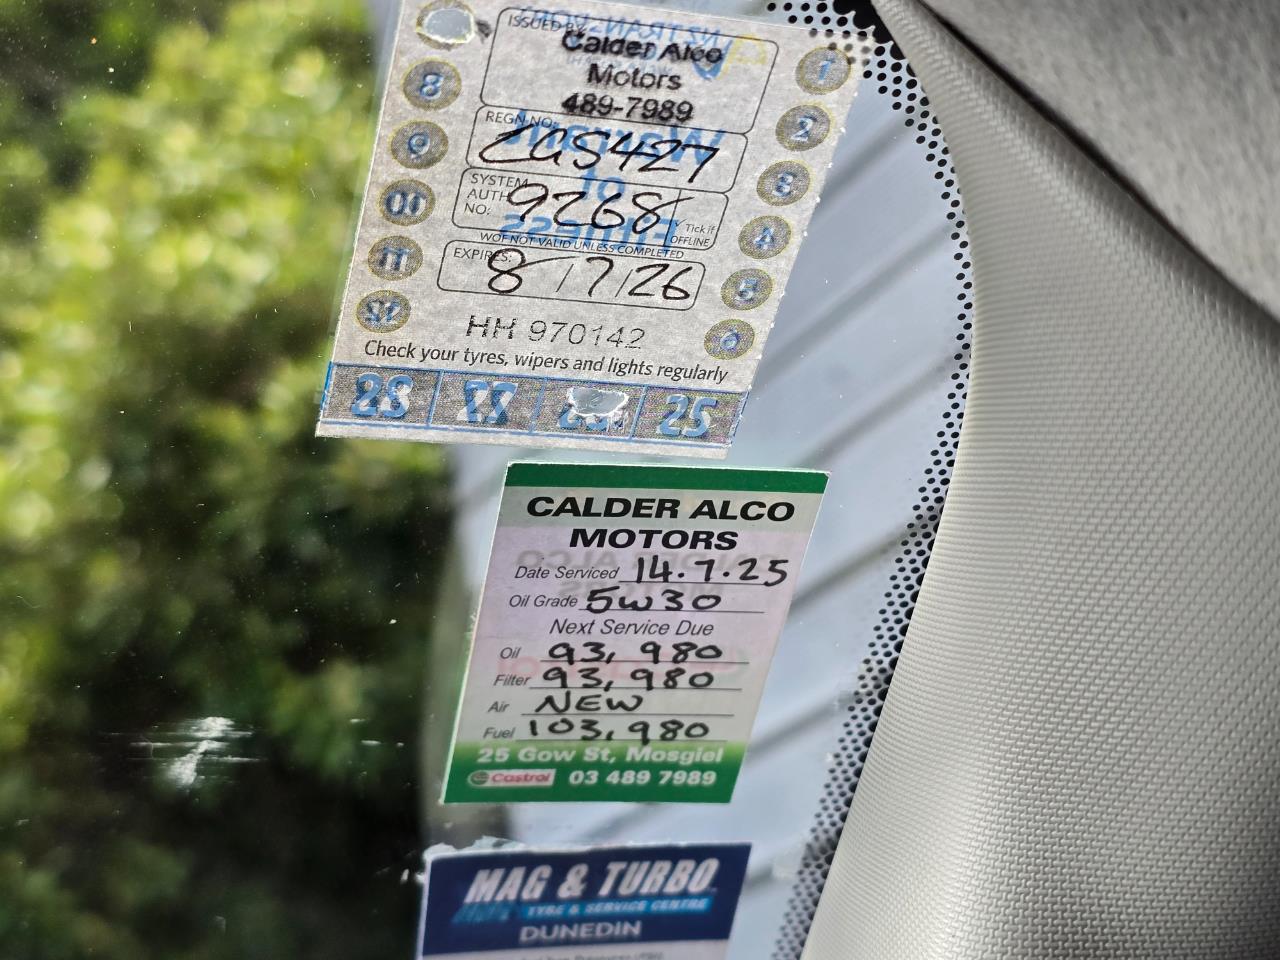 ISSUED BY:
Calder Alco
Motors
489-7989
REGN NO:
LGS427
SYSTEM
AUTH
NO:
9268
Tick if
OFFLINE
WOF NOT VALID UNLESS COMPLETED
EXPIRES:
8/7/26
HH 970142
Check your tyres, wipers and lights regularly
1
2
3
4
5
6
8
9
10
11
12
Warrant
of
Fitness
25
CALDER ALCO
MOTORS
Date Serviced 14.7.25
Oil Grade 5W30
Next Service Due
Oil 93,980
Filter 93,980
Air NEW
Fuel 103,980
25 Gow St, Mosgiel
Castrol 03 489 7989
MAG & TURBO
TYRE & SERVICE CENTRE
DUNEDIN